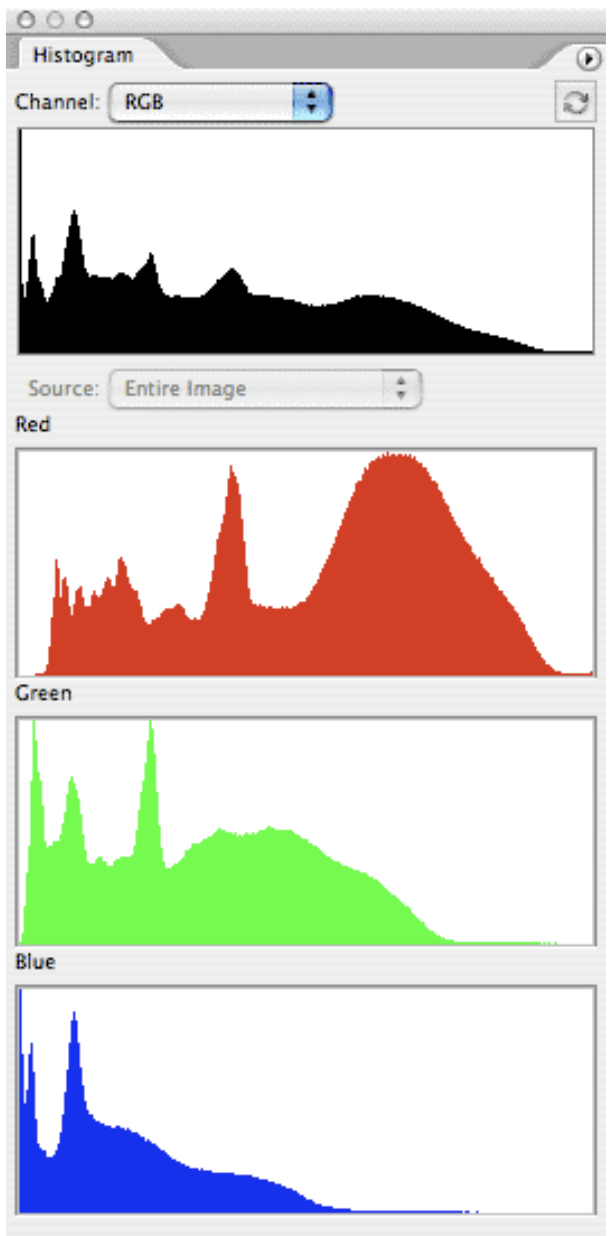 Histogram
Channel: RGB
Source: Entire Image
Red
Green
Blue